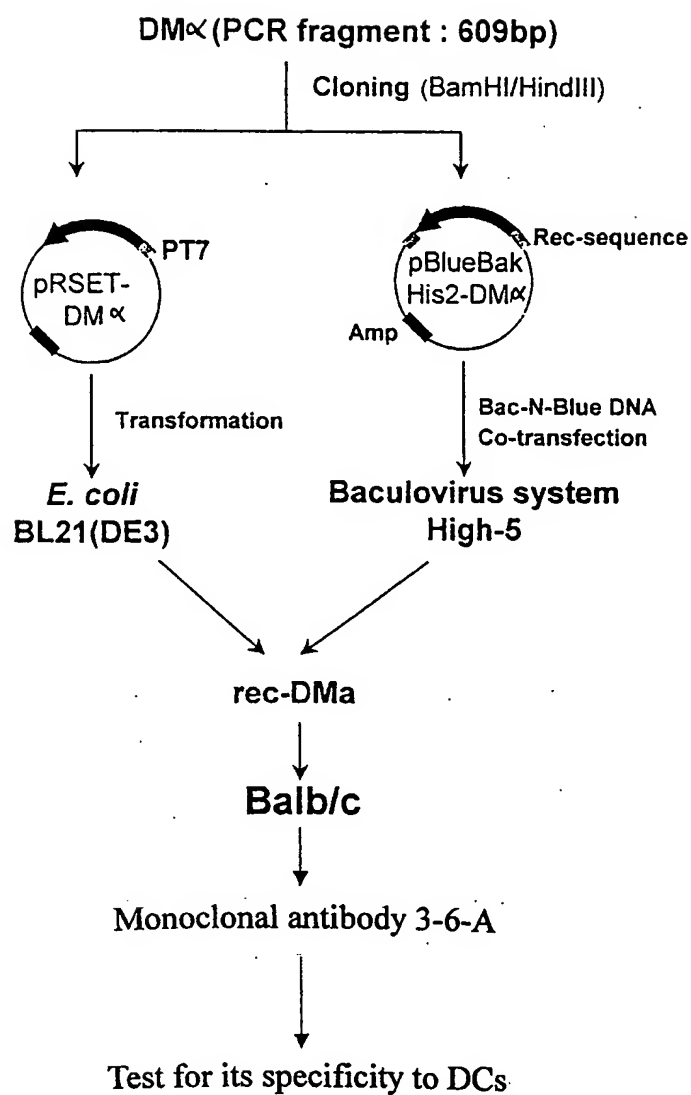 DM∝(PCR fragment : 609bp)
Cloning (BamHI/HindIII)
PT7
pRSET-
DM ∝
Rec-sequence
pBlueBak
His2-DM∝
Amp
Transformation
Bac-N-Blue DNA
Co-transfection
E. coli
BL21(DE3)
Baculovirus system
High-5
rec-DMa
Balb/c
Monoclonal antibody 3-6-A
Test for its specificity to DCs